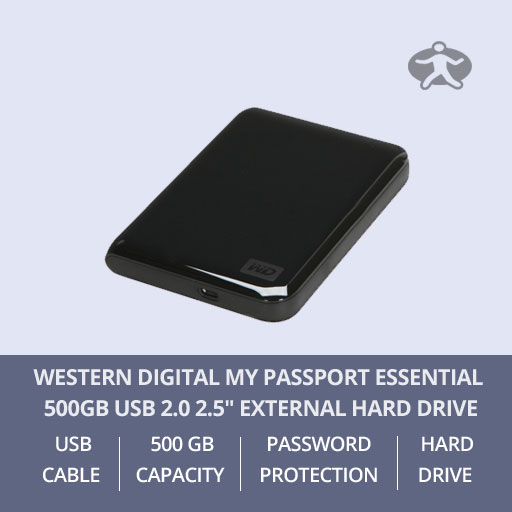 WD
WESTERN DIGITAL MY PASSPORT ESSENTIAL
500GB USB 2.0 2.5" EXTERNAL HARD DRIVE
USB
CABLE
500 GB
CAPACITY
PASSWORD
PROTECTION
HARD
DRIVE